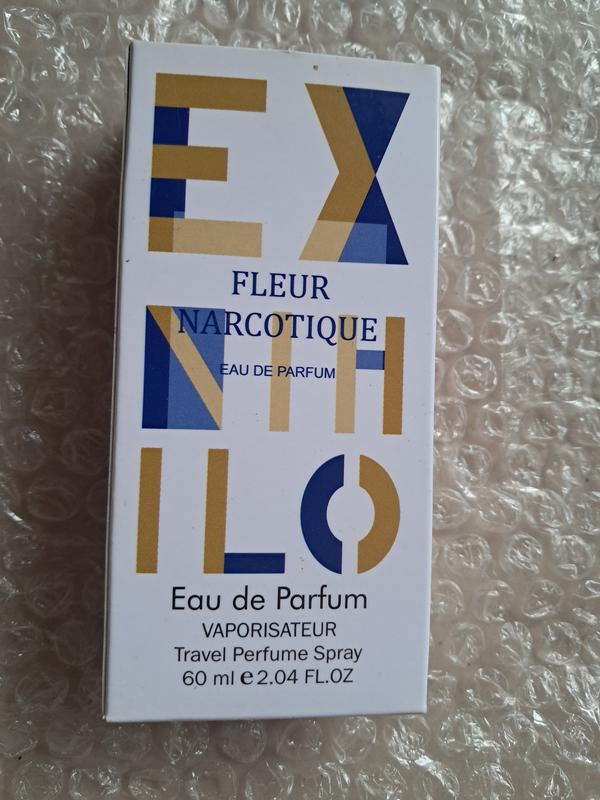 EX
FLEUR
NARCOTIQUE
NIH
EAU DE PARFUM
ILO
Eau de Parfum
VAPORISATEUR
Travel Perfume Spray
60 ml e 2.04 FL.OZ